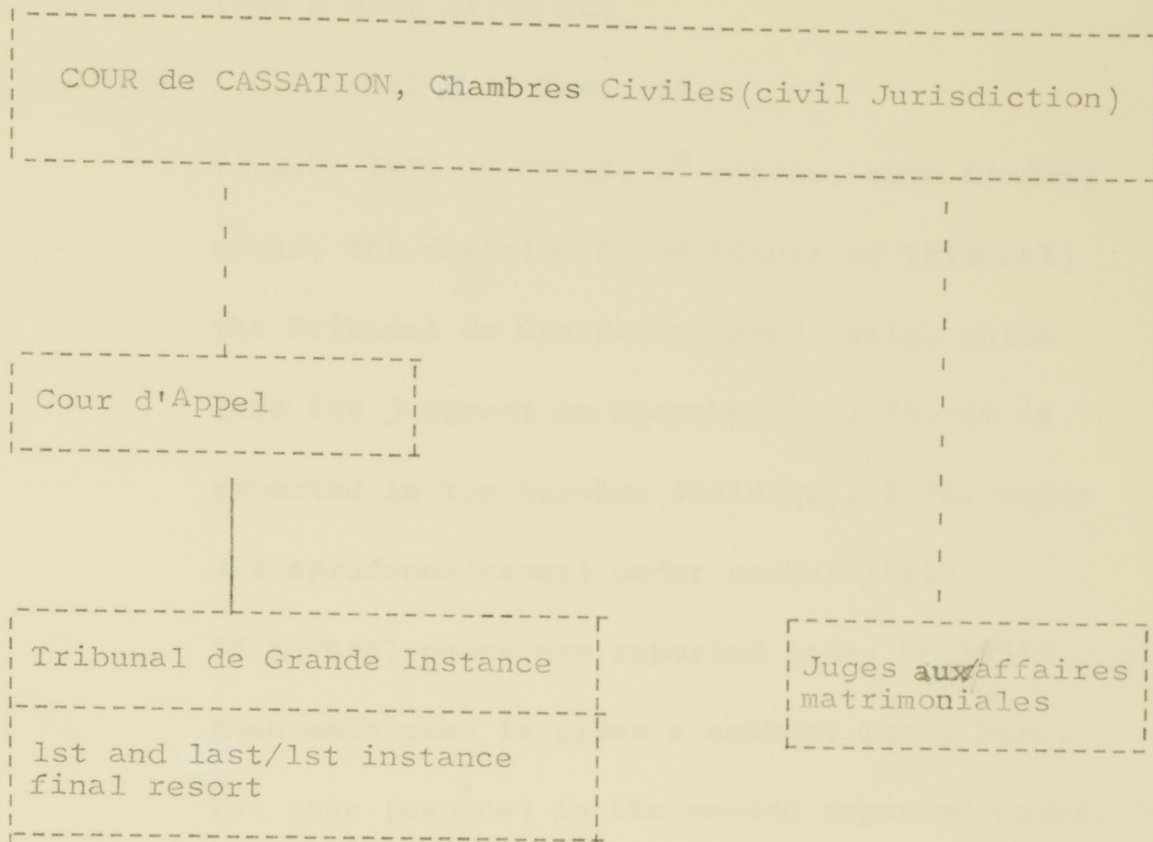 COUR de CASSATION, Chambres Civiles(civil Jurisdiction)
Cour d'Appel
Tribunal de Grande Instance
1st and last/1st instance
final resort
Juges aux affaires
matrimoniales